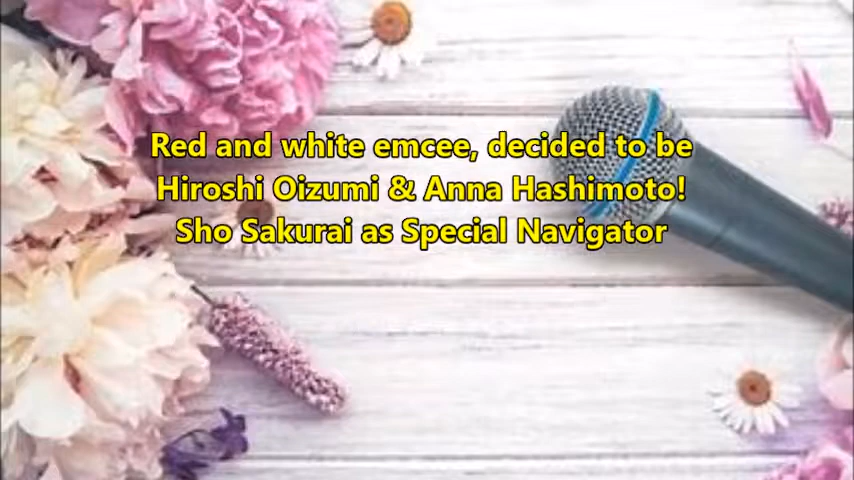 Red and white emcee, decided to be
Hiroshi Oizumi & Anna Hashimoto!
Sho Sakurai as Special Navigator